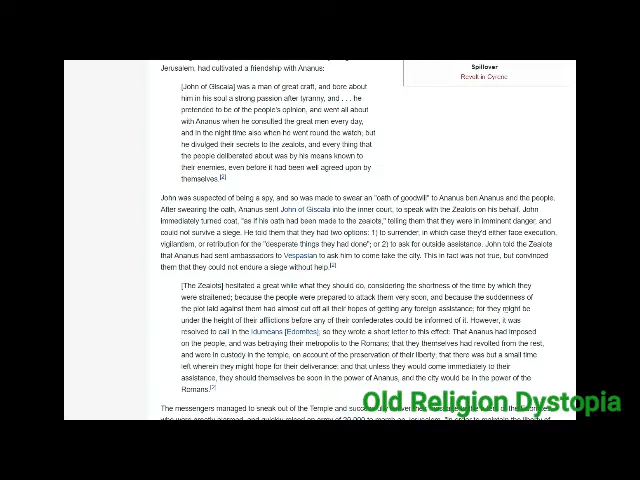 Jerusalem, had cultivated a friendship with Ananus:
Spillover
Revolt in Cyrene
[John of Giscala] was a man of great craft, and bore about
him in his soul a strong passion after tyranny, and . . . he
pretended to be of the people's opinion, and went all about
with Ananus when he consulted the great men every day,
and in the night time also when he went round the watch; but
he divulged their secrets to the zealots, and every thing that
the people deliberated about was by his means known to
their enemies, even before it had been well agreed upon by
themselves.[2]
John was suspected of being a spy, and so was made to swear an "oath of goodwill" to Ananus ben Ananus and the people.
After swearing the oath, Ananus sent John of Giscala into the inner court, to speak with the Zealots on his behalf. John
immediately turned coat, "as if his oath had been made to the zealots," telling them that they were in imminent danger, and
could not survive a siege. He told them that they had two options: 1) to surrender, in which case they'd either face execution,
vigilantism, or retribution for the "desperate things they had done"; or 2) to ask for outside assistance. John told the Zealots
that Ananus had sent ambassadors to Vespasian to ask him to come take the city. This in fact was not true, but convinced
them that they could not endure a siege without help.[2]
[The Zealots] hesitated a great while what they should do, considering the shortness of the time by which they
were straitened; because the people were prepared to attack them very soon, and because the suddenness of
the plot laid against them had almost cut off all their hopes of getting any foreign assistance; for they might be
under the height of their afflictions before any of their confederates could be informed of it. However, it was
resolved to call in the Idumeans [Edomites]; so they wrote a short letter to this effect: That Ananus had imposed
on the people, and was betraying their metropolis to the Romans; that they themselves had revolted from the rest,
and were in custody in the temple, on account of the preservation of their liberty; that there was but a small time
left wherein they might hope for their deliverance; and that unless they would come immediately to their
assistance, they should themselves be soon in the power of Ananus, and the city would be in the power of the
Romans.[2]
The messengers managed to sneak out of the Temple and
Old Religion Dystopia